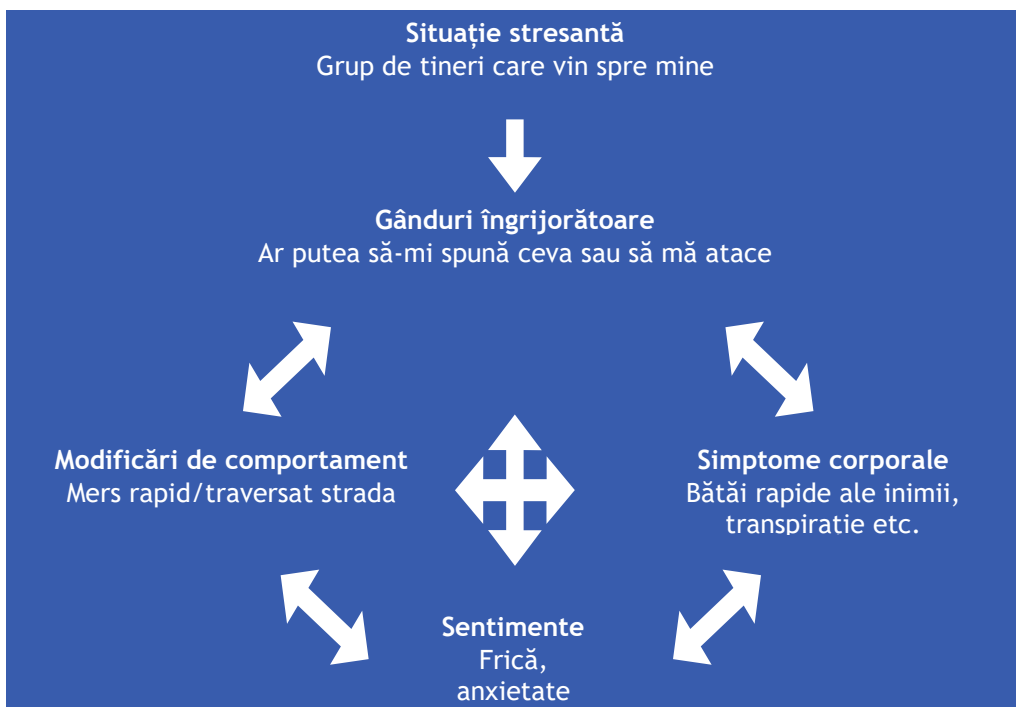 Situație stresantă
Grup de tineri care vin spre mine
Gânduri îngrijorătoare
Ar putea să-mi spună ceva sau să mă atace
Modificări de comportament
Mers rapid/traversat strada
Simptome corporale
Bătăi rapide ale inimii,
transpirație etc.
Sentimente
Frică,
anxietate